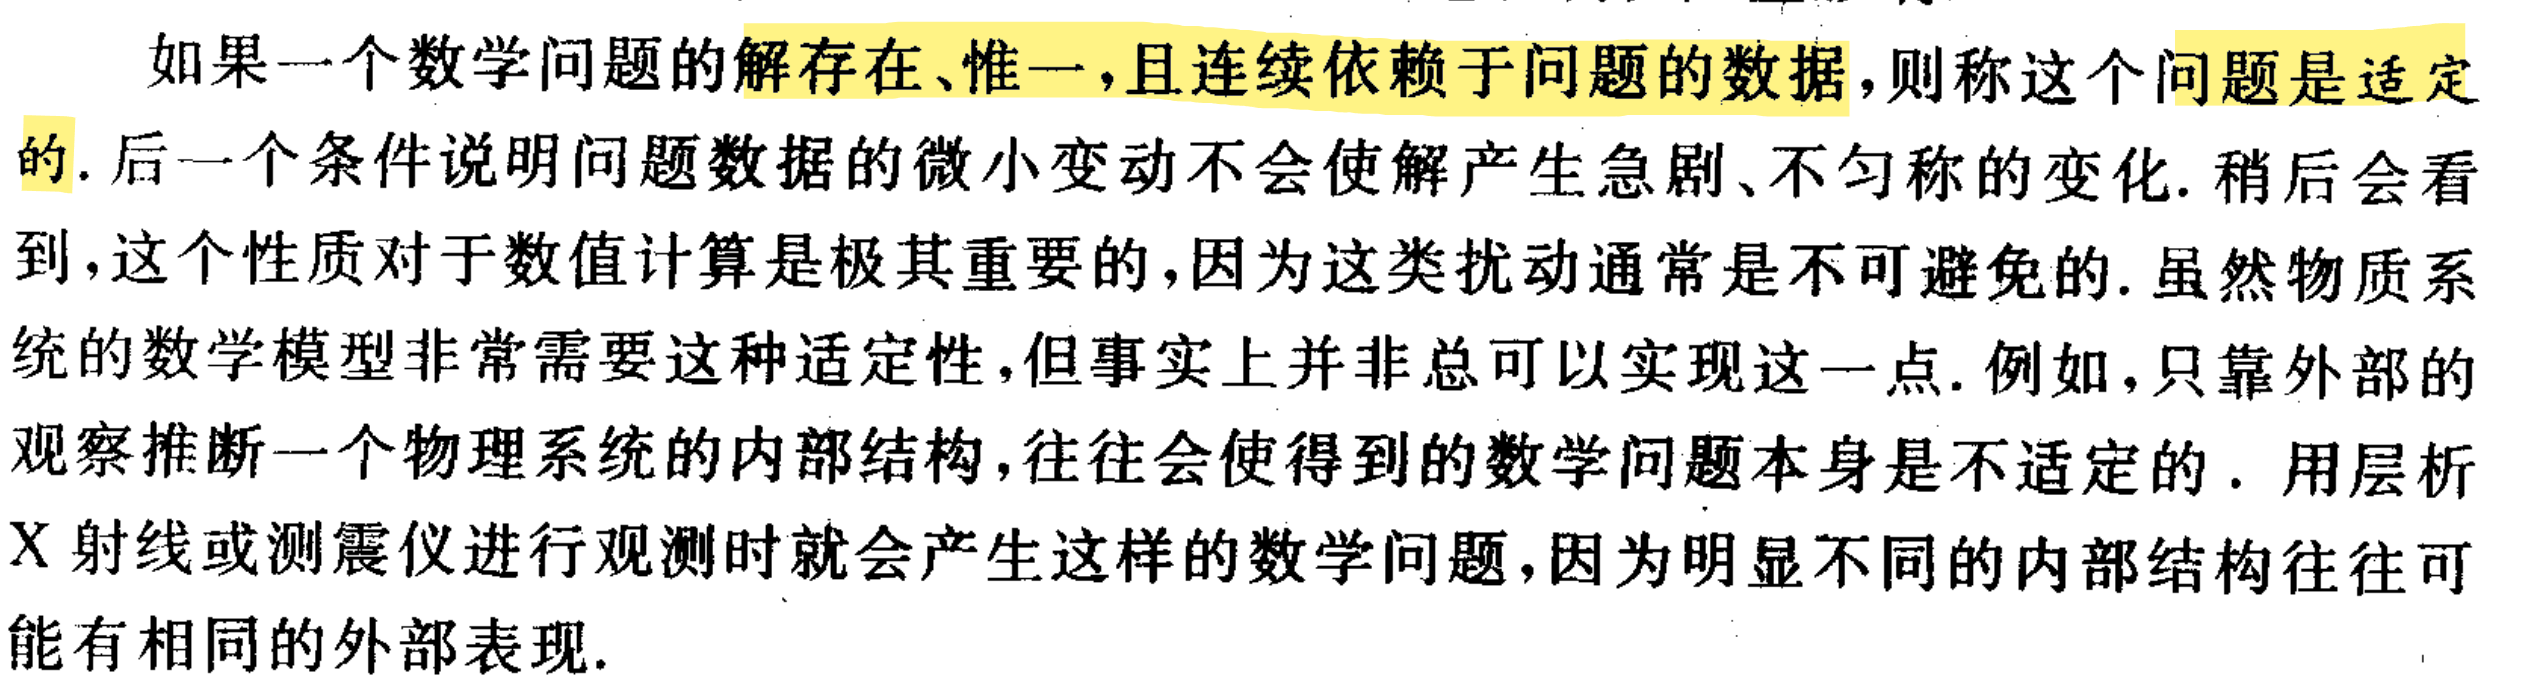 如果一个数学问题的解存在、惟一,且连续依赖于问题的数据,则称这个问题是适定
的. 后一个条件说明问题数据的微小变动不会使解产生急剧、不匀称的变化. 稍后会看
到,这个性质对于数值计算是极其重要的,因为这类扰动通常是不可避免的. 虽然物质系
统的数学模型非常需要这种适定性,但事实上并非总可以实现这一点. 例如,只靠外部的
观察推断一个物理系统的内部结构,往往会使得到的数学问题本身是不适定的. 用层析
X 射线或测震仪进行观测时就会产生这样的数学问题,因为明显不同的内部结构往往可
能有相同的外部表现.